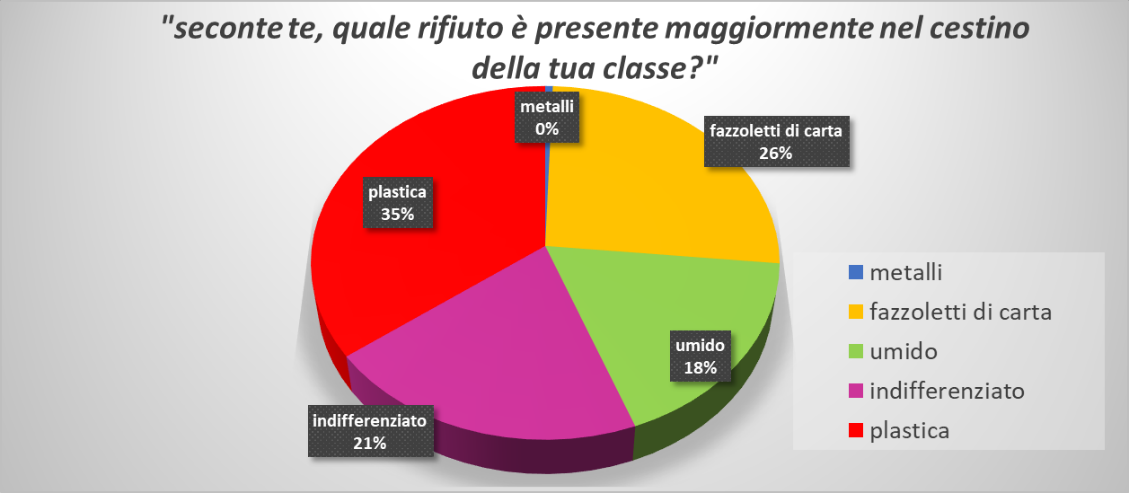 "seconte te, quale rifiuto è presente maggiormente nel cestino
della tua classe?"
metalli
0%
fazzoletti di carta
26%
plastica
35%
umido
18%
indifferenziato
21%
metalli
fazzoletti di carta
umido
indifferenziato
plastica